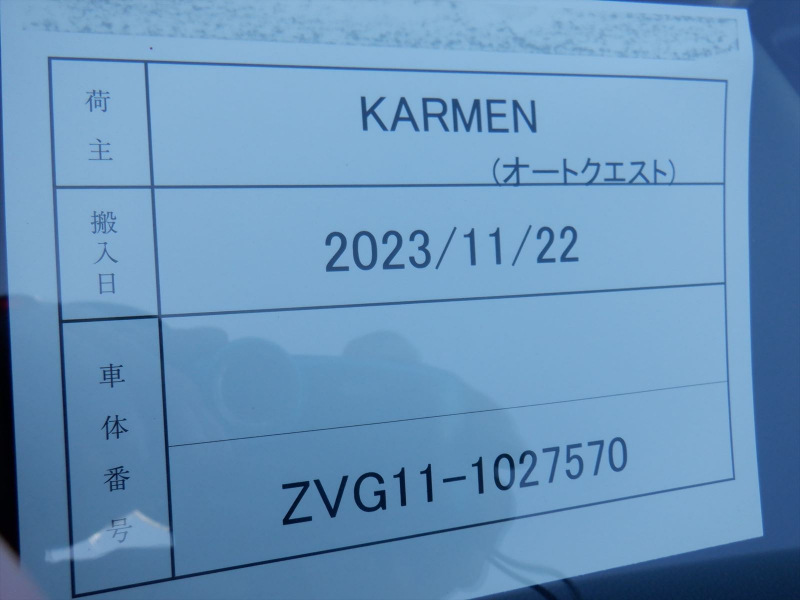 荷主 KARMEN
(オートクエスト)
搬入日 2023/11/22
車体番号 ZVG11-1027570